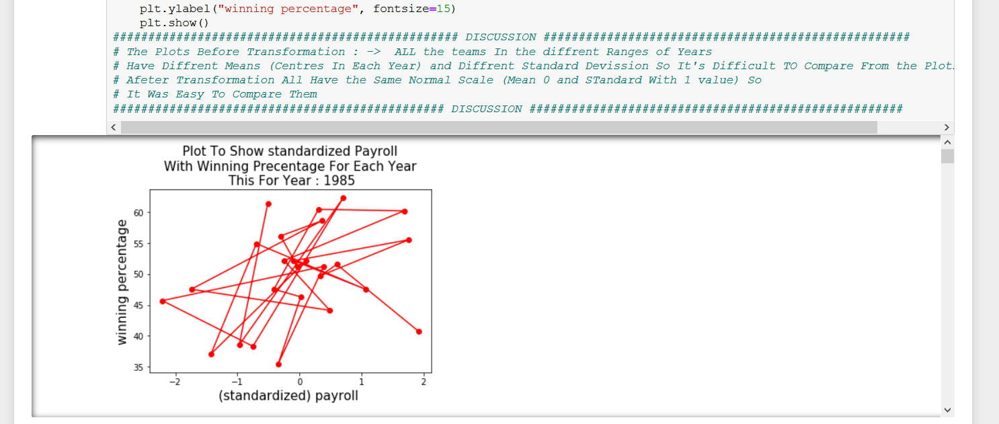 plt.ylabel("winning percentage", fontsize=15)
plt.show()
################################################# DISCUSSION ####################################################
# The Plots Before Transformation : -> ALL the teams In the diffrent Ranges of Years
# Have Diffrent Means (Centres In Each Year) and Diffrent Standard Devission So It's Difficult TO Compare From the Plot.
# Afeter Transformation All Have the Same Normal Scale (Mean 0 and STandard With 1 value) So
# It Was Easy To Compare Them
############################################### DISCUSSION #####################################################
Plot To Show standardized Payroll
With Winning Precentage For Each Year
This For Year : 1985
winning percentage
60
55
50
45
40
35
−2 −1 0 1 2
(standardized) payroll